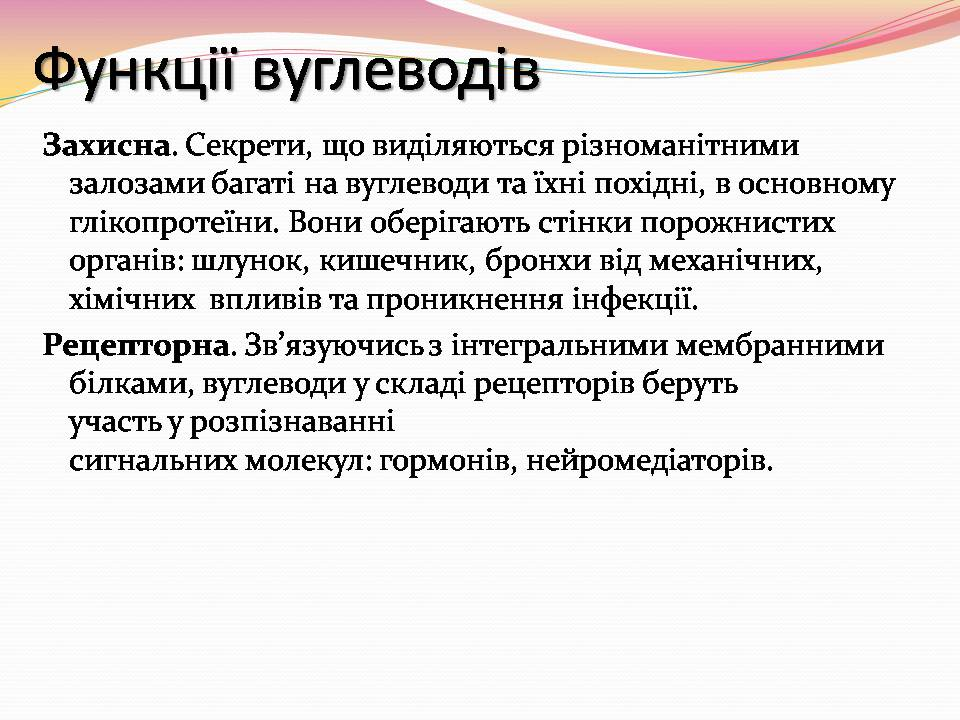 Функції вуглеводів
Захисна. Секрети, що виділяються різноманітними
залозами багаті на вуглеводи та їхні похідні, в основному
глікопротеїни. Вони оберігають стінки порожнистих
органів: шлунок, кишечник, бронхи від механічних,
хімічних впливів та проникнення інфекції.
Рецепторна. Зв’язуючись з інтегральними мембранними
білками, вуглеводи у складі рецепторів беруть
участь у розпізнаванні
сигнальних молекул: гормонів, нейромедіаторів.